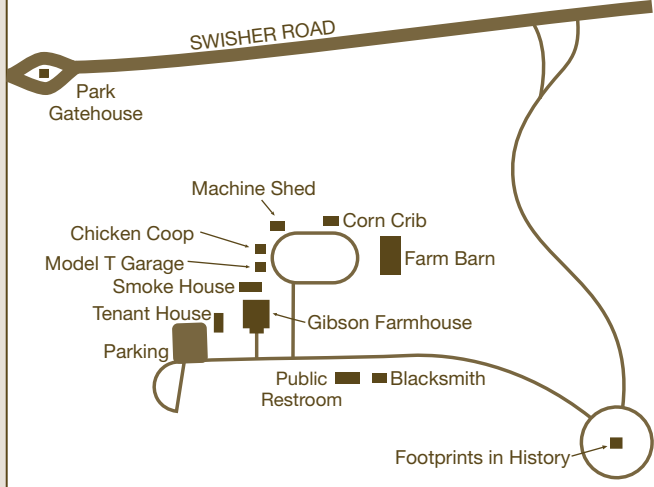 SWISHER ROAD
Park
Gatehouse
Machine Shed
Corn Crib
Chicken Coop
Model T Garage
Farm Barn
Smoke House
Tenant House
Gibson Farmhouse
Parking
Public
Restroom
Blacksmith
Footprints in History